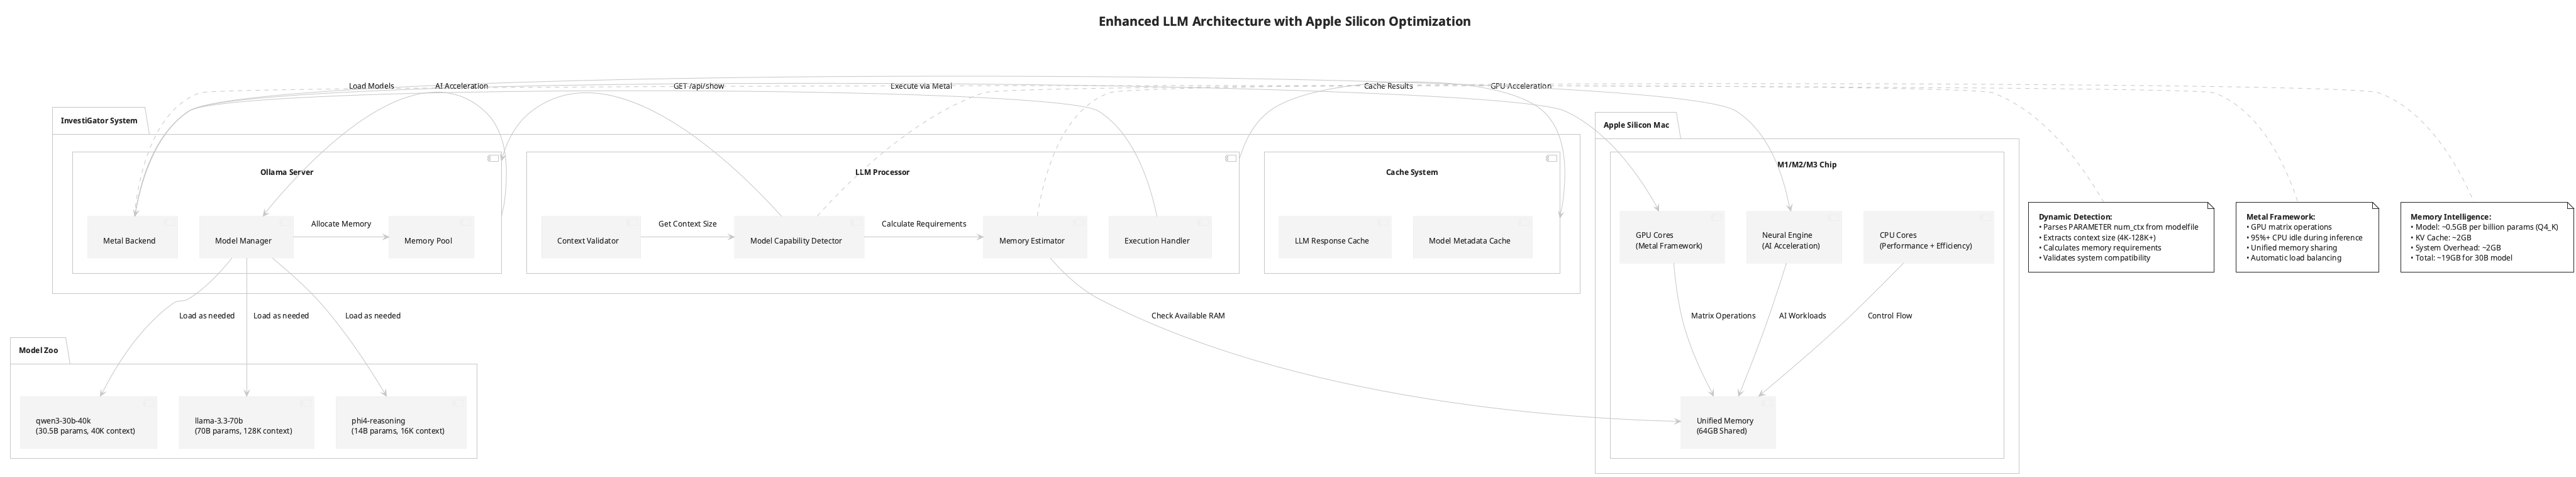 Enhanced LLM Architecture with Apple Silicon Optimization
Load Models
AI Acceleration
GET /api/show
Execute via Metal
Cache Results
GPU Acceleration
InvestiGator System
Apple Silicon Mac
Ollama Server
LLM Processor
Cache System
M1/M2/M3 Chip
Metal Backend
Model Manager
Allocate Memory
Memory Pool
Context Validator
Get Context Size
Model Capability Detector
Calculate Requirements
Memory Estimator
Execution Handler
LLM Response Cache
Model Metadata Cache
GPU Cores
(Metal Framework)
Neural Engine
(AI Acceleration)
CPU Cores
(Performance + Efficiency)
Dynamic Detection:
• Parses PARAMETER num_ctx from modelfile
• Extracts context size (4K-128K+)
• Calculates memory requirements
• Validates system compatibility
Metal Framework:
• GPU matrix operations
• 95%+ CPU idle during inference
• Unified memory sharing
• Automatic load balancing
Memory Intelligence:
• Model: ~0.5GB per billion params (Q4_K)
• KV Cache: ~2GB
• System Overhead: ~2GB
• Total: ~19GB for 30B model
Load as needed
Load as needed
Load as needed
Check Available RAM
Matrix Operations
AI Workloads
Control Flow
Model Zoo
qwen3-30b-40k
(30.5B params, 40K context)
llama-3.3-70b
(70B params, 128K context)
phi4-reasoning
(14B params, 16K context)
Unified Memory
(64GB Shared)